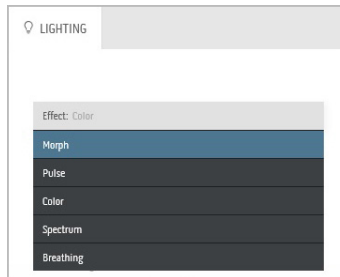 LIGHTING
Effect: Color
Morph
Pulse
Color
Spectrum
Breathing